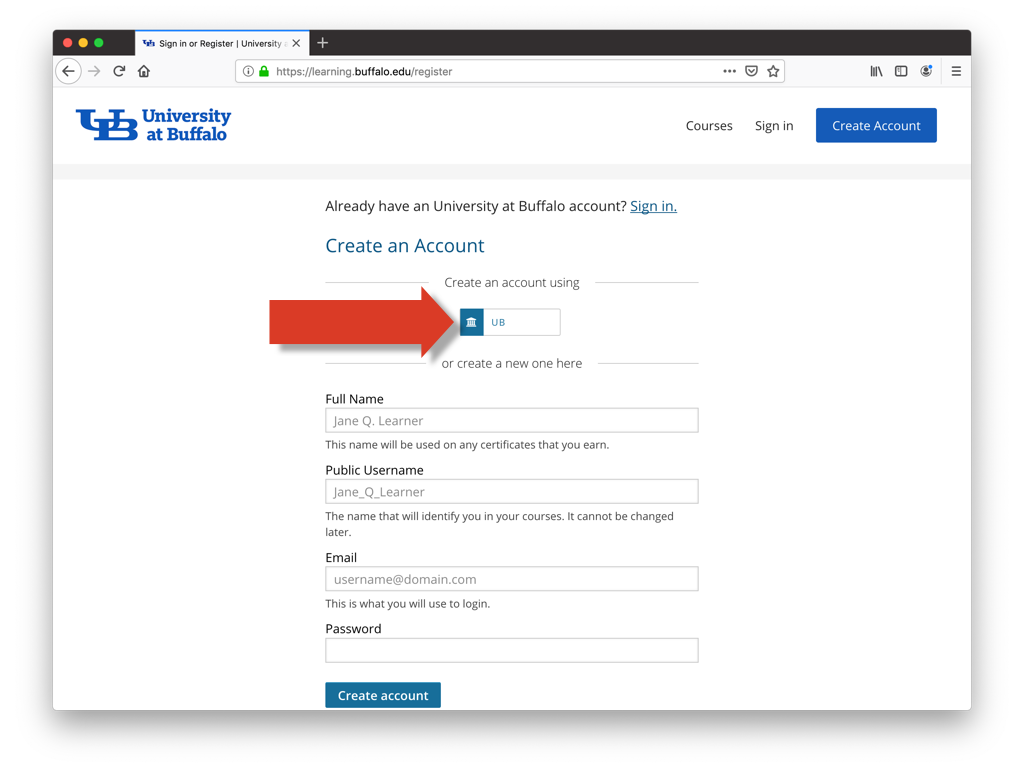 Sign in or Register | University
https://learning.buffalo.edu/register
University
at Buffalo
Courses
Sign in
Create Account
Already have an University at Buffalo account? Sign in.
Create an Account
Create an account using
UB
or create a new one here
Full Name
Jane Q. Learner
This name will be used on any certificates that you earn.
Public Username
Jane_Q_Learner
The name that will identify you in your courses. It cannot be changed
later.
Email
username@domain.com
This is what you will use to login.
Password
Create account